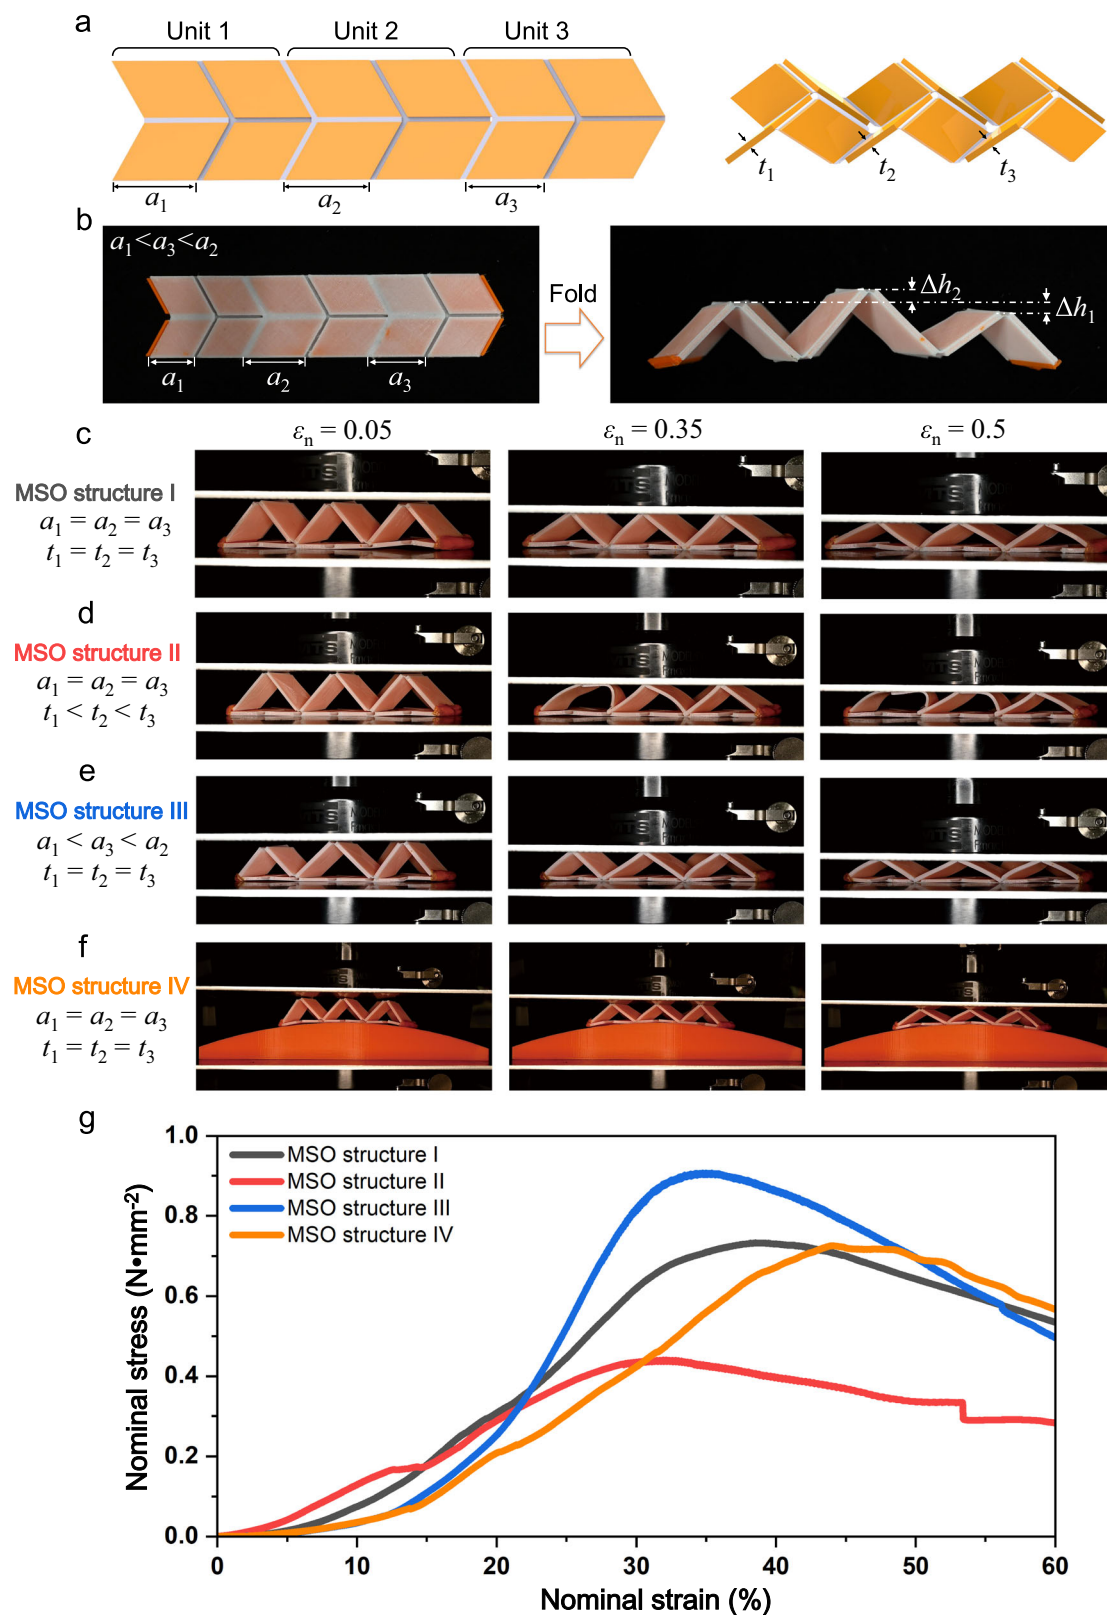 a
Unit 1
Unit 2
Unit 3
a1
a2
a3
t1
t2
t3
b
a1<a3<a2
a1
a2
a3
Fold
Δh2
Δh1
c
εn = 0.05
εn = 0.35
εn = 0.5
MSO structure I
a1 = a2 = a3
t1 = t2 = t3
d
MSO structure II
a1 = a2 = a3
t1 < t2 < t3
e
MSO structure III
a1 < a3 < a2
t1 = t2 = t3
f
MSO structure IV
a1 = a2 = a3
t1 = t2 = t3
g
MSO structure I
MSO structure II
MSO structure III
MSO structure IV
Nominal stress (N•mm-2)
1.0
0.8
0.6
0.4
0.2
0.0
0
10
20
30
40
50
60
Nominal strain (%)